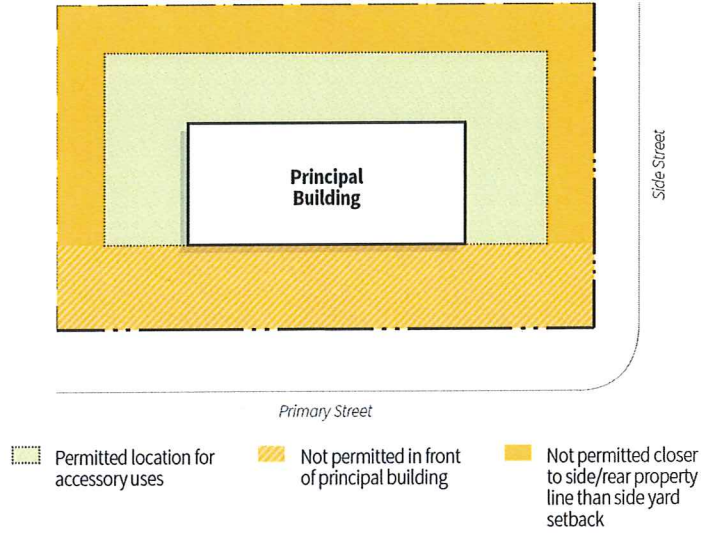 Principal
Building
Side Street
Primary Street
Permitted location for
accessory uses
Not permitted in front
of principal building
Not permitted closer
to side/rear property
line than side yard
setback